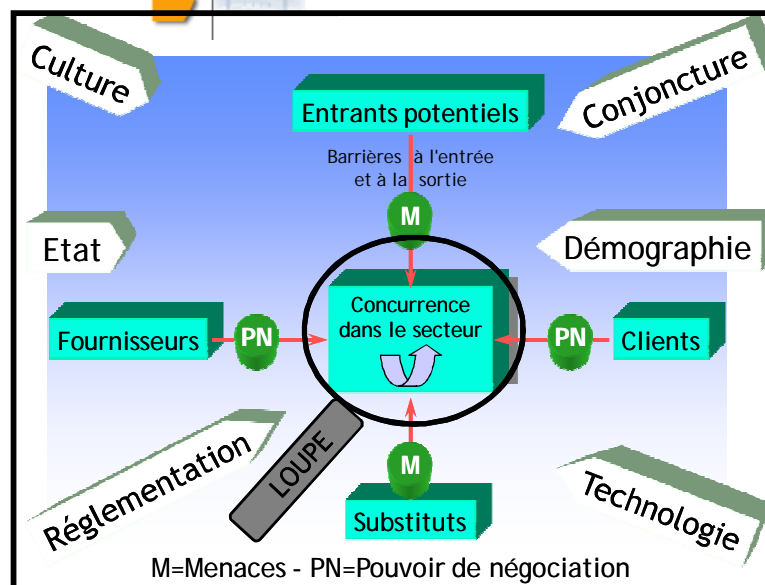 Culture
Conjoncture
Entrants potentiels
Barrières à l'entrée
et à la sortie
M
Etat
Démographie
Concurrence
dans le secteur
Fournisseurs
PN
PN
Clients
Réglementation
LOUPE
M
Substituts
Technologie
M=Menaces - PN=Pouvoir de négociation